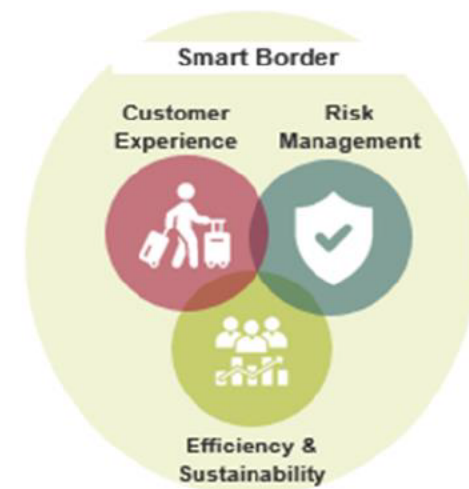 Smart Border
Customer
Experience
Risk
Management
Efficiency &
Sustainability